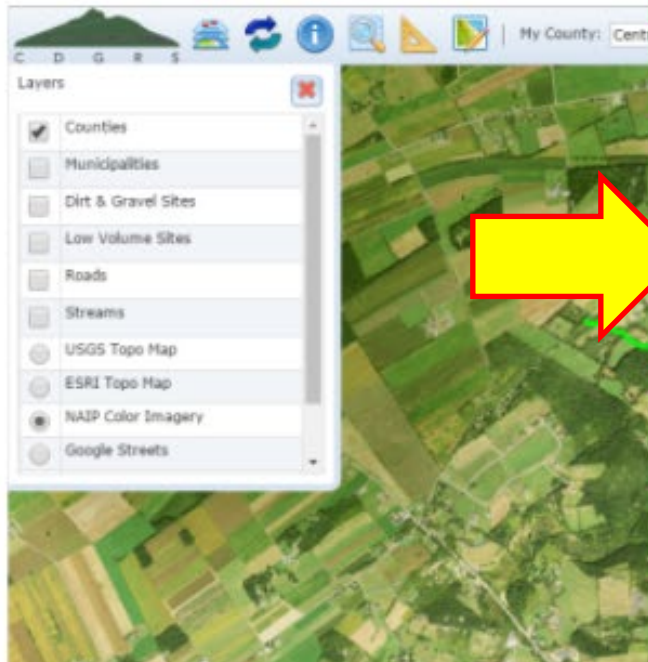 My County: Cent
C D G R S
Layers
Counties
Municipalities
Dirt & Gravel Sites
Low Volume Sites
Roads
Streams
USGS Topo Map
ESRI Topo Map
NAIP Color Imagery
Google Streets